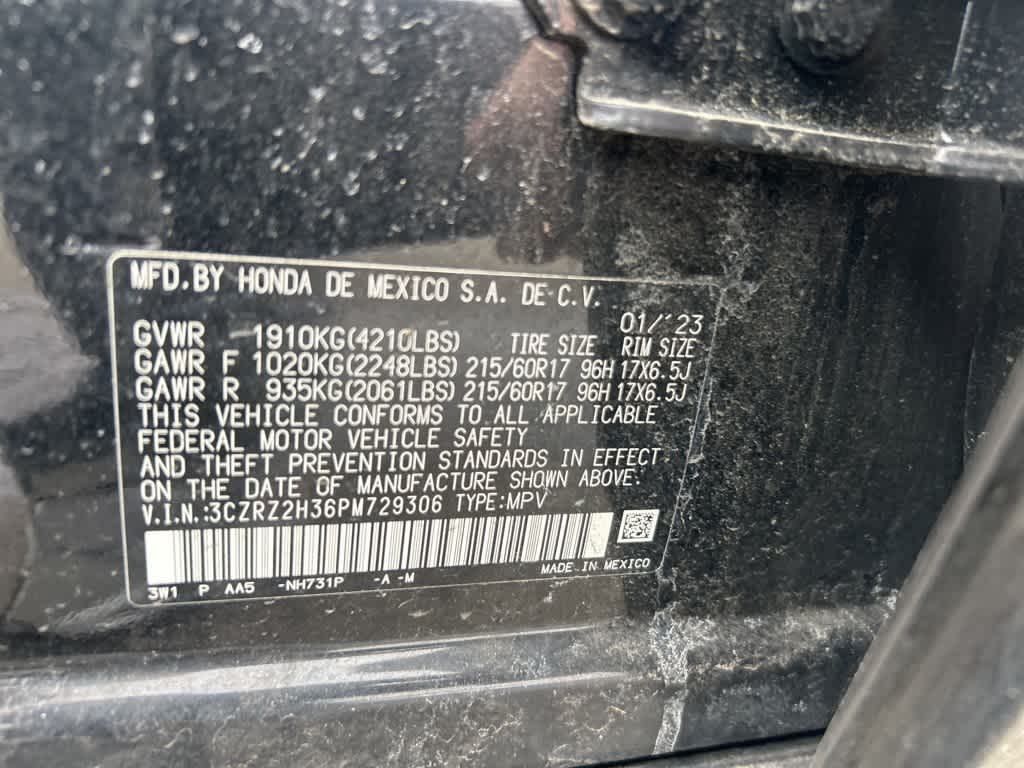 MFD.BY HONDA DE MEXICO S.A. DE C.V.
01/'23
GVWR 1910KG(4210LBS) TIRE SIZE RIM SIZE
GAWR F 1020KG(2248LBS) 215/60R17 96H 17X6.5J
GAWR R 935KG(2061LBS) 215/60R17 96H 17X6.5J
THIS VEHICLE CONFORMS TO ALL APPLICABLE
FEDERAL MOTOR VEHICLE SAFETY
AND THEFT PREVENTION STANDARDS IN EFFECT
ON THE DATE OF MANUFACTURE SHOWN ABOVE.
V.I.N.:3CZRZ2H36PM729306 TYPE:MPV
MADE IN MEXICO
3W1 P AA5 -NH731P -A -M